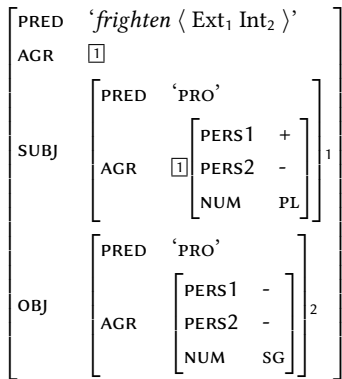 PRED ‘frighten ⟨ Ext₁ Int₂ ⟩’
AGR 1
SUBJ
PRED ‘PRO’
AGR 1
PERS1 +
PERS2 -
NUM PL
1
OBJ
PRED ‘PRO’
AGR
PERS1 -
PERS2 -
NUM SG
2